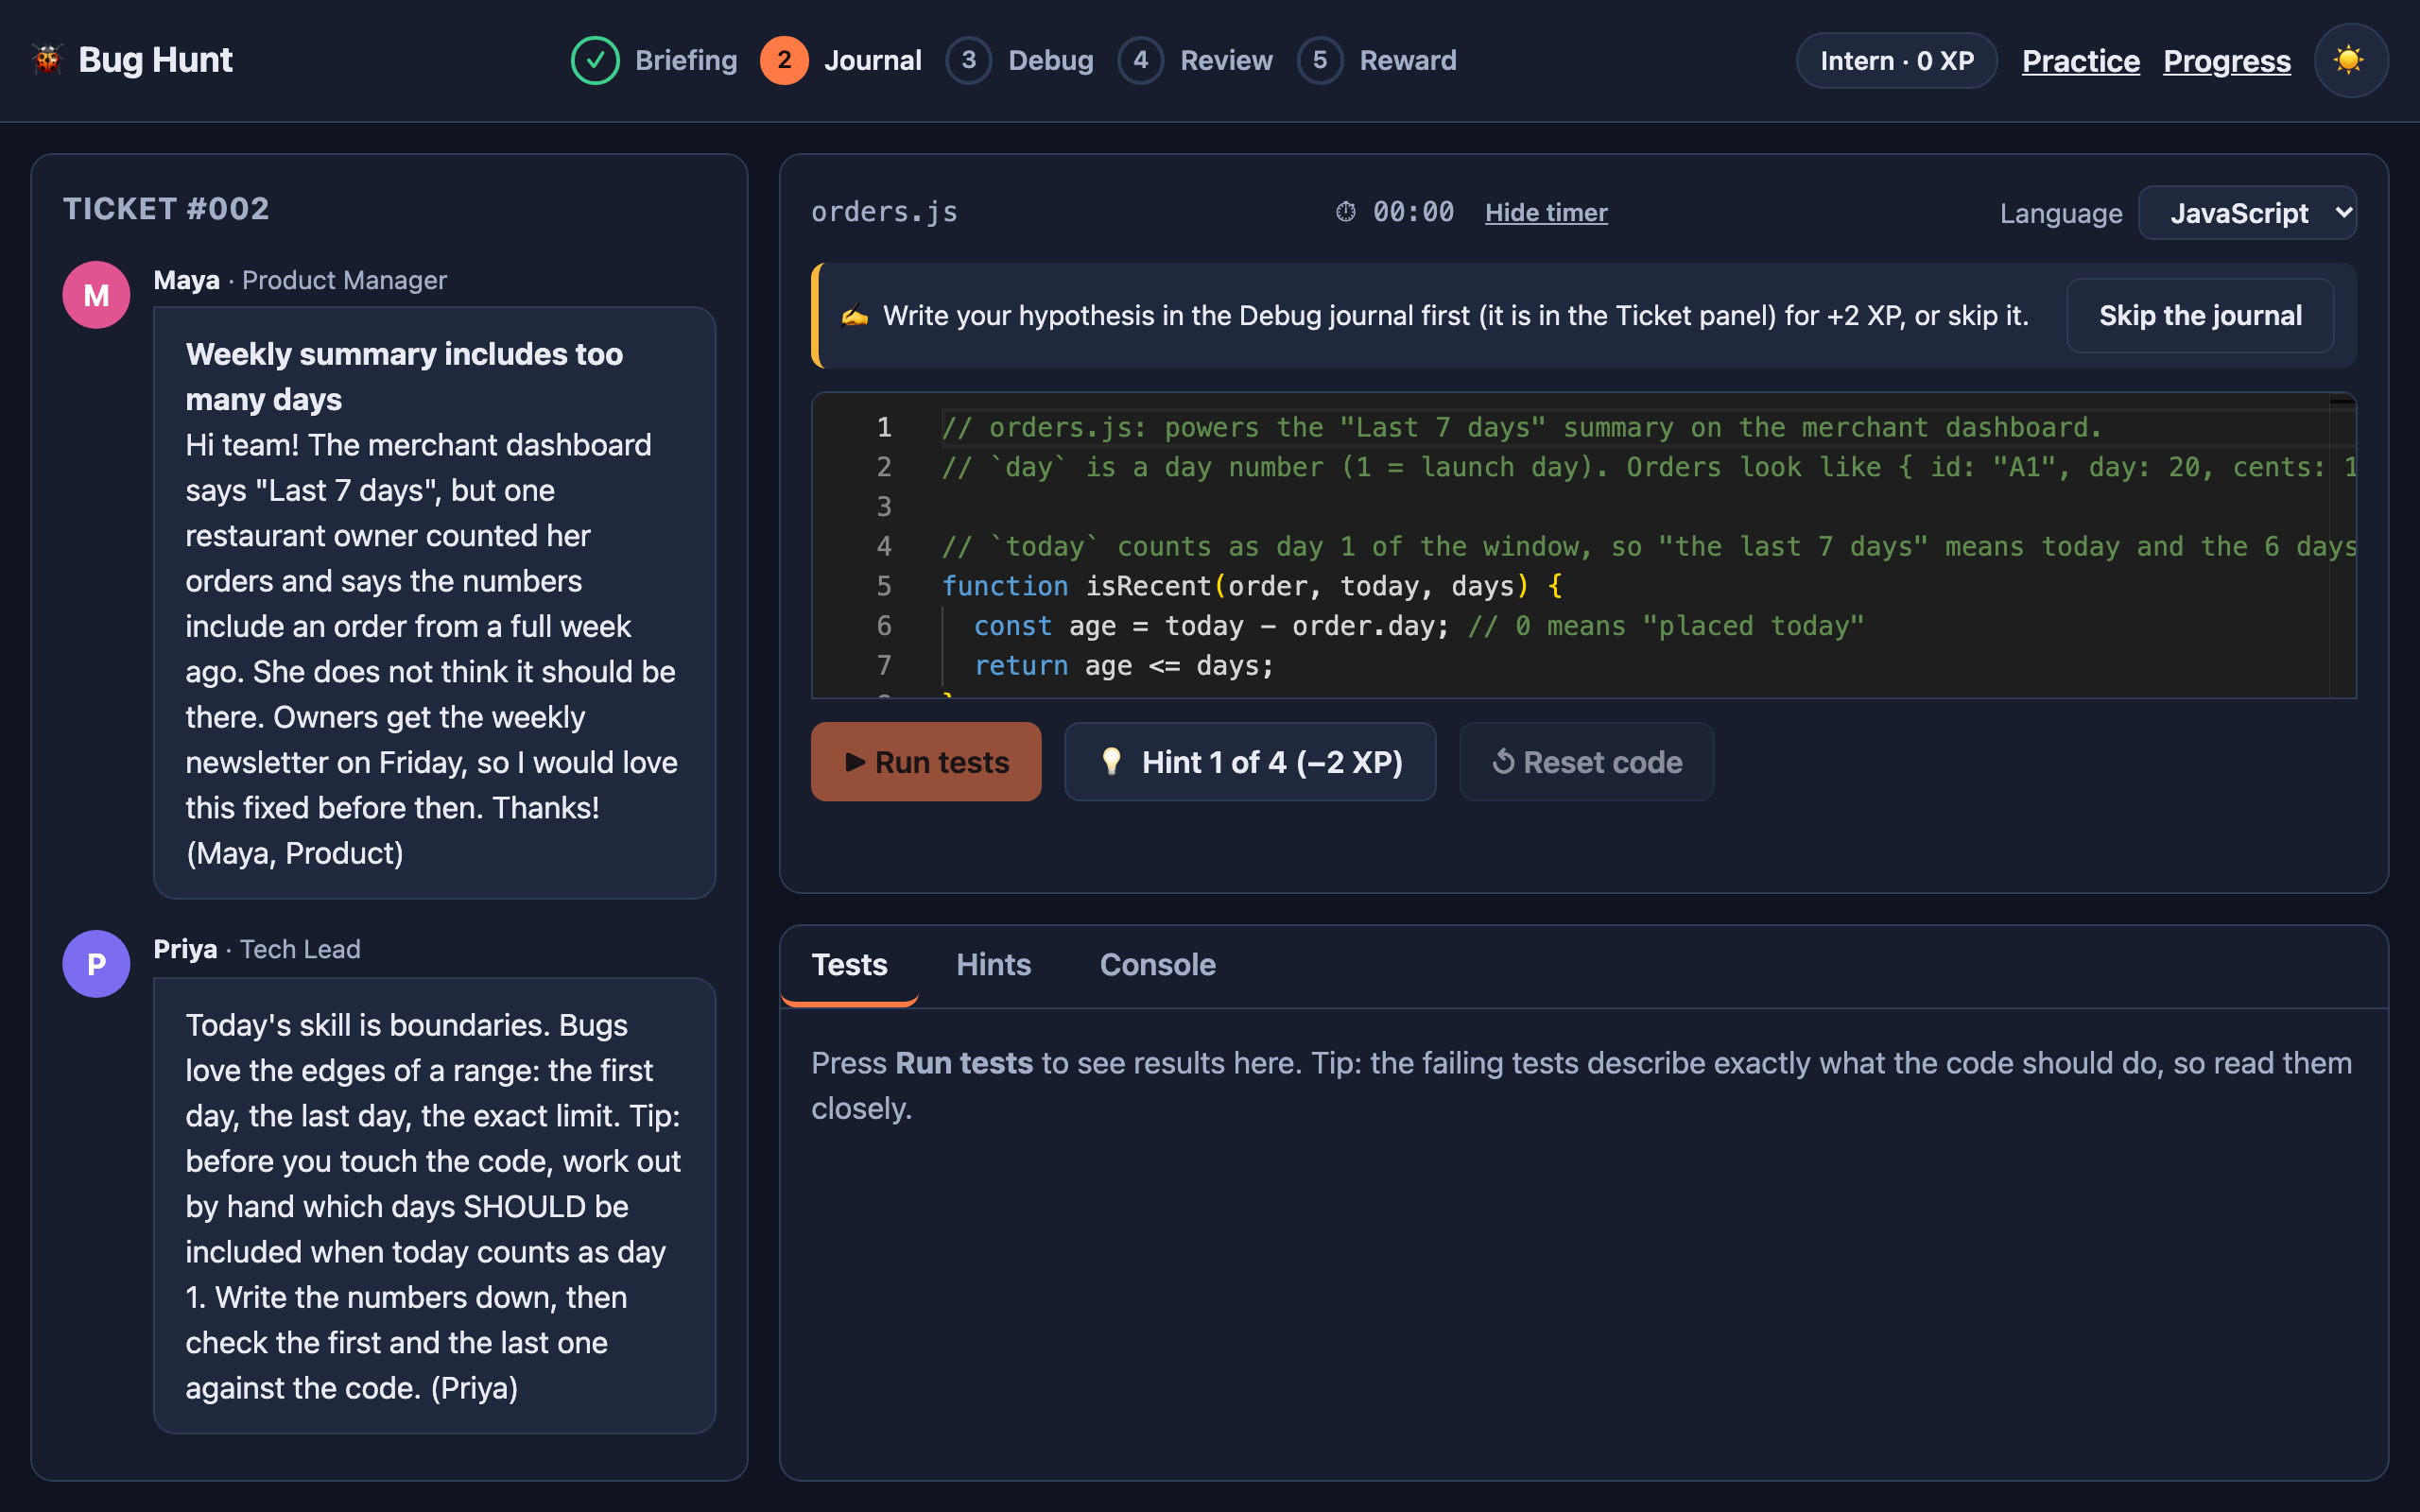 Bug Hunt
✓ Briefing
2 Journal
3 Debug
4 Review
5 Reward
Intern · 0 XP
Practice
Progress
TICKET #002
M
Maya · Product Manager
Weekly summary includes too
many days
Hi team! The merchant dashboard
says "Last 7 days", but one
restaurant owner counted her
orders and says the numbers
include an order from a full week
ago. She does not think it should be
there. Owners get the weekly
newsletter on Friday, so I would love
this fixed before then. Thanks!
(Maya, Product)
P
Priya · Tech Lead
Today's skill is boundaries. Bugs
love the edges of a range: the first
day, the last day, the exact limit. Tip:
before you touch the code, work out
by hand which days SHOULD be
included when today counts as day
1. Write the numbers down, then
check the first and the last one
against the code. (Priya)
orders.js
00:00
Hide timer
Language
JavaScript
Write your hypothesis in the Debug journal first (it is in the Ticket panel) for +2 XP, or skip it.
Skip the journal
1 // orders.js: powers the "Last 7 days" summary on the merchant dashboard.
2 // `day` is a day number (1 = launch day). Orders look like { id: "A1", day: 20, cents: 1
3
4 // `today` counts as day 1 of the window, so "the last 7 days" means today and the 6 days
5 function isRecent(order, today, days) {
6 const age = today - order.day; // 0 means "placed today"
7 return age <= days;
Run tests
Hint 1 of 4 (−2 XP)
Reset code
Tests
Hints
Console
Press Run tests to see results here. Tip: the failing tests describe exactly what the code should do, so read them
closely.